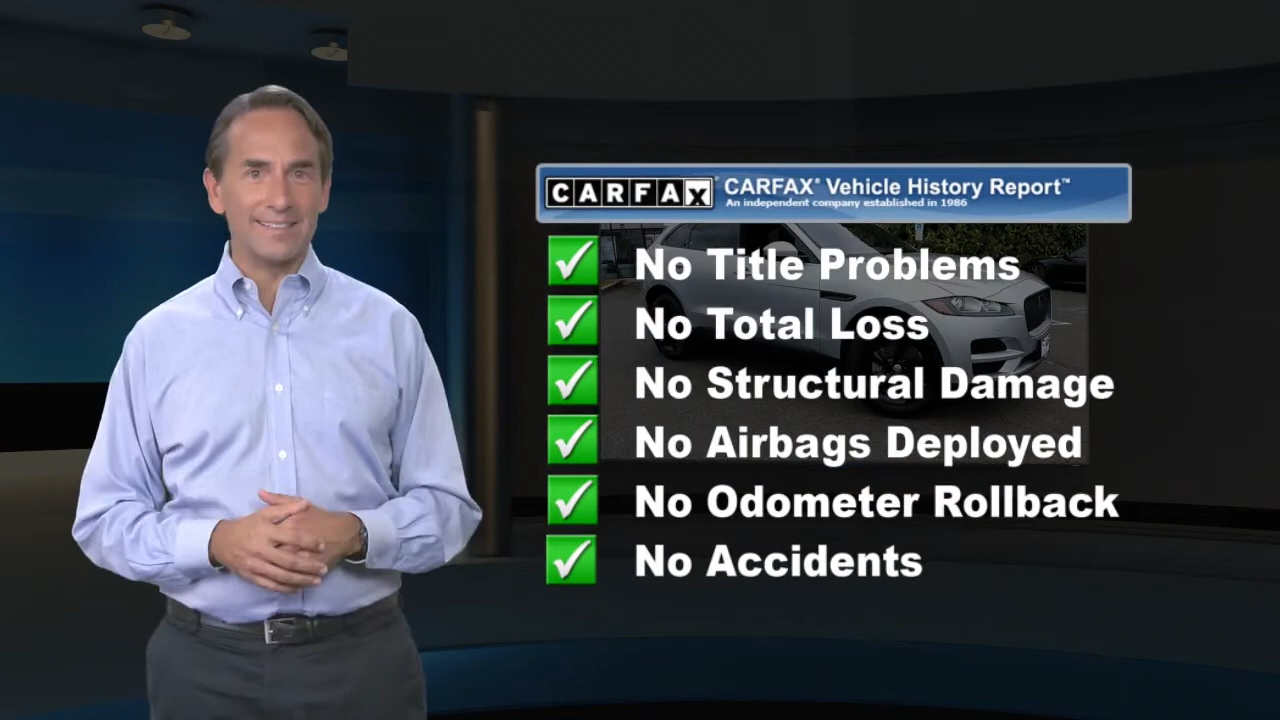 CARFAX® CARFAX® Vehicle History Report™
An independent company established in 1986
No Title Problems
No Total Loss
No Structural Damage
No Airbags Deployed
No Odometer Rollback
No Accidents